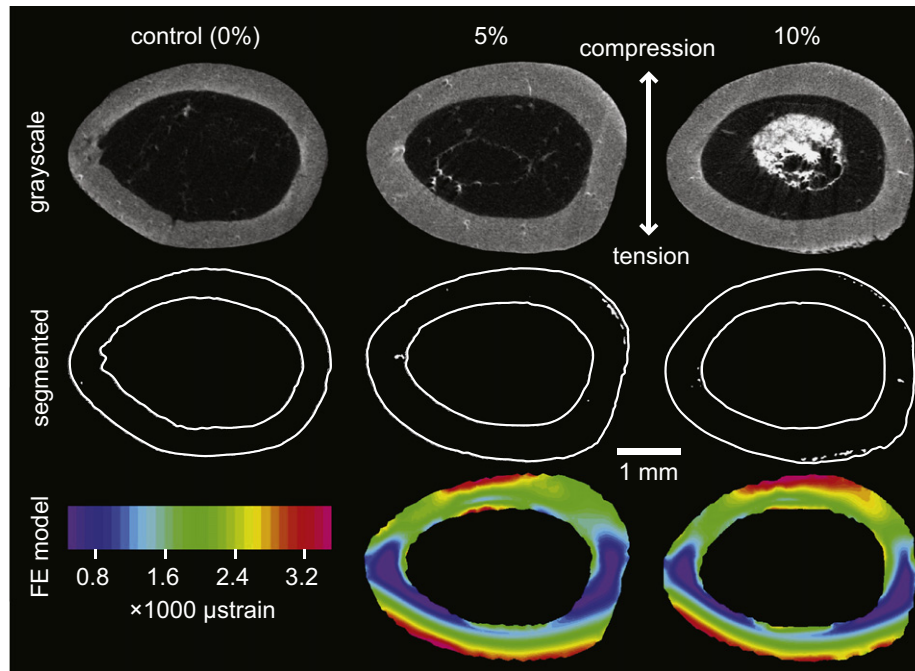 control (0%)
5%
compression
10%
grayscale
tension
segmented
1 mm
FE model
0.8 1.6 2.4 3.2
×1000 µstrain